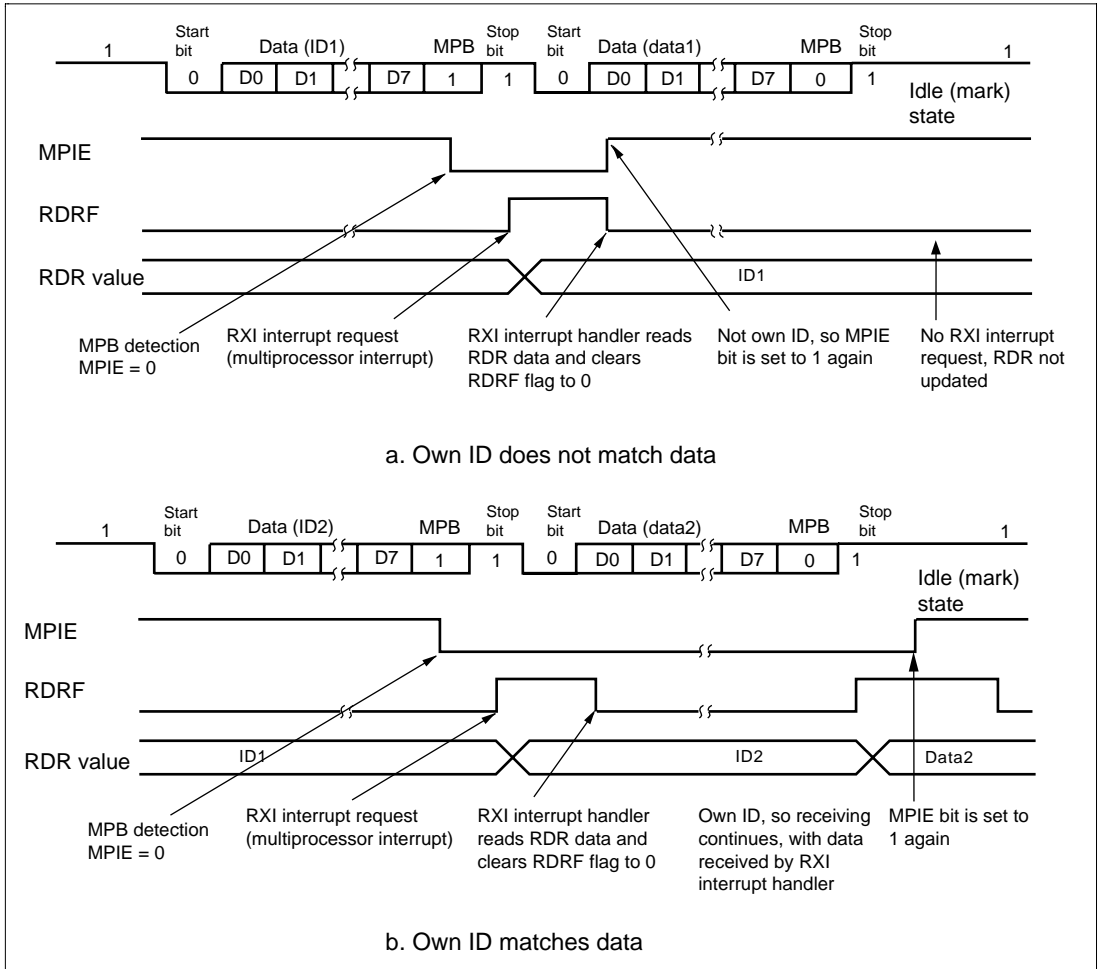 1
Start bit
Data (ID1)
MPB
Stop bit
Start bit
Data (data1)
MPB
Stop bit
1
0 D0 D1 D7 1 1 0 D0 D1 D7 0 1
Idle (mark) state
MPIE
RDRF
RDR value
ID1
MPB detection
MPIE = 0
RXI interrupt request
(multiprocessor interrupt)
RXI interrupt handler reads
RDR data and clears
RDRF flag to 0
Not own ID, so MPIE
bit is set to 1 again
No RXI interrupt
request, RDR not
updated
a. Own ID does not match data
1
Start bit
Data (ID2)
MPB
Stop bit
Start bit
Data (data2)
MPB
Stop bit
1
0 D0 D1 D7 1 1 0 D0 D1 D7 0 1
Idle (mark) state
MPIE
RDRF
RDR value
ID1
ID2
Data2
MPB detection
MPIE = 0
RXI interrupt request
(multiprocessor interrupt)
RXI interrupt handler
reads RDR data and
clears RDRF flag to 0
Own ID, so receiving
continues, with data
received by RXI
interrupt handler
MPIE bit is set to
1 again
b. Own ID matches data